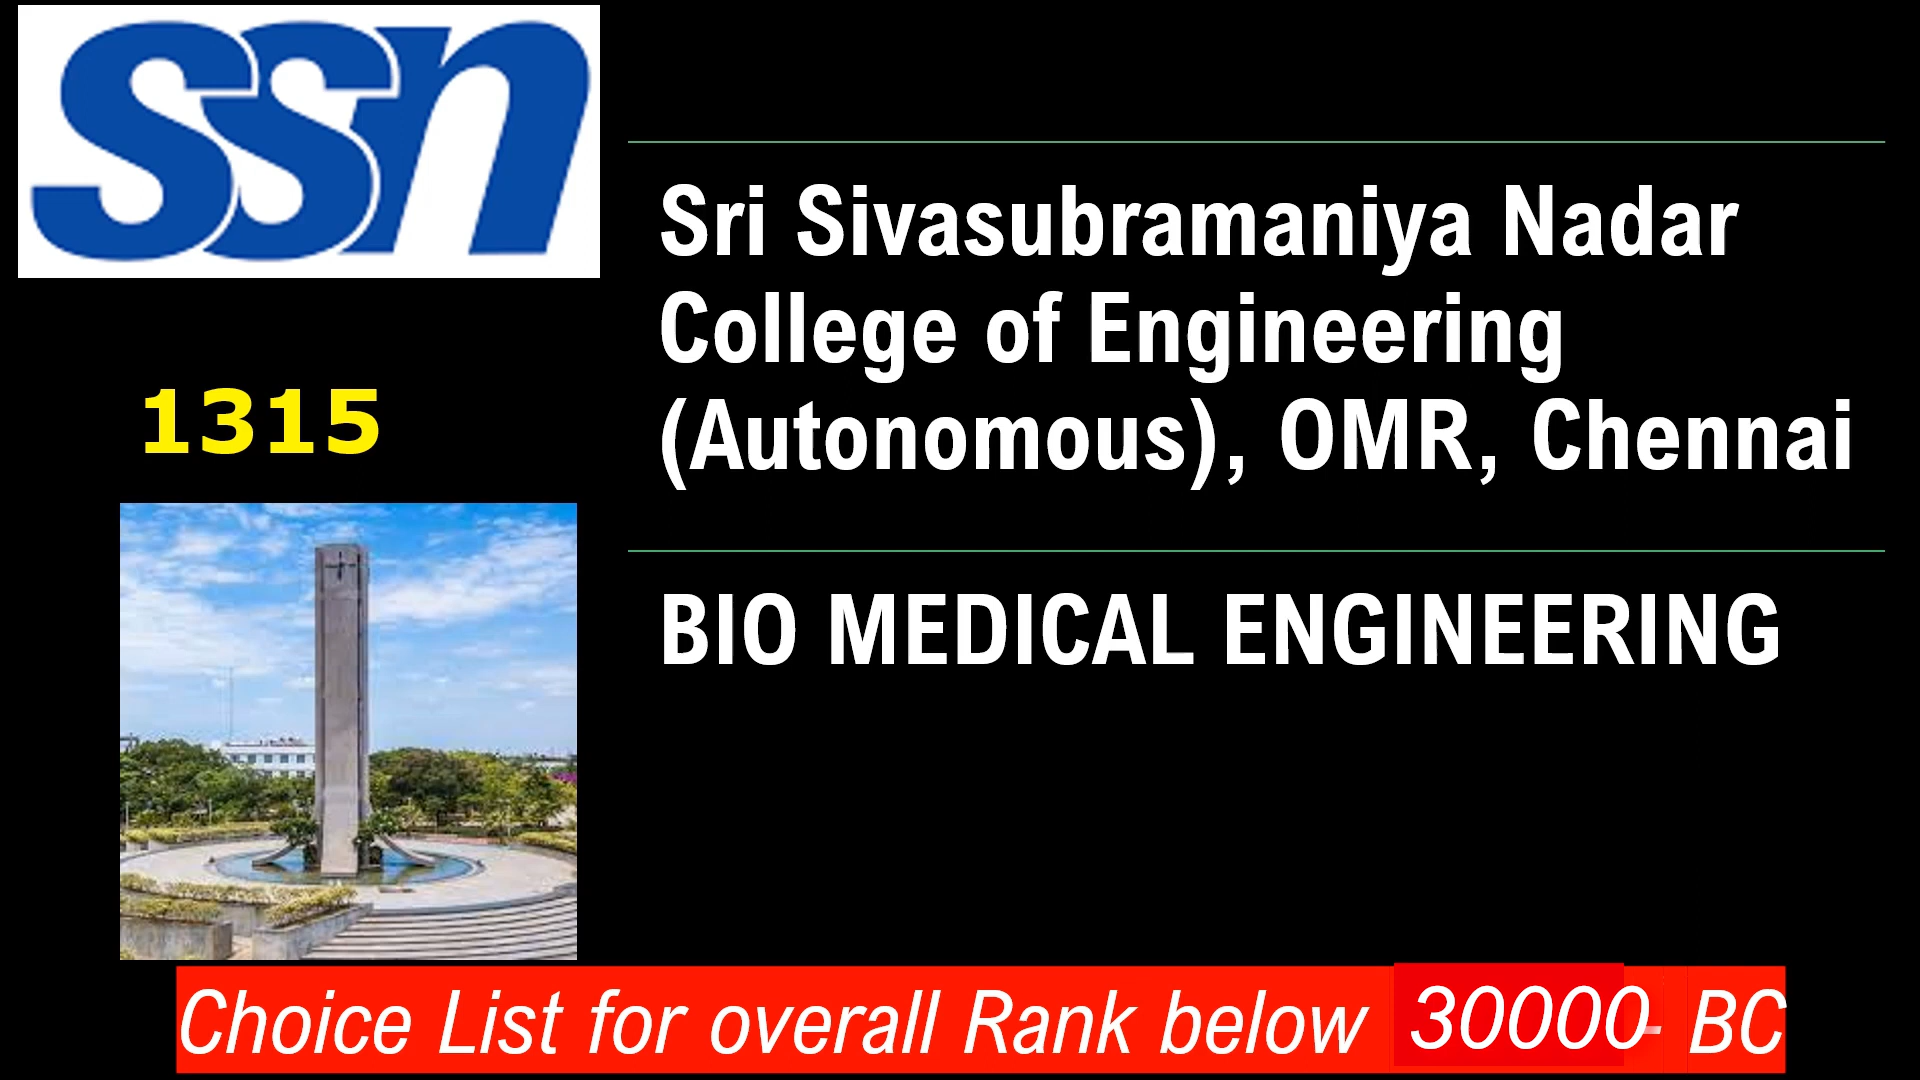 ssn
Sri Sivasubramaniya Nadar
College of Engineering
(Autonomous), OMR, Chennai
1315
BIO MEDICAL ENGINEERING
Choice List for overall Rank below 30000- BC